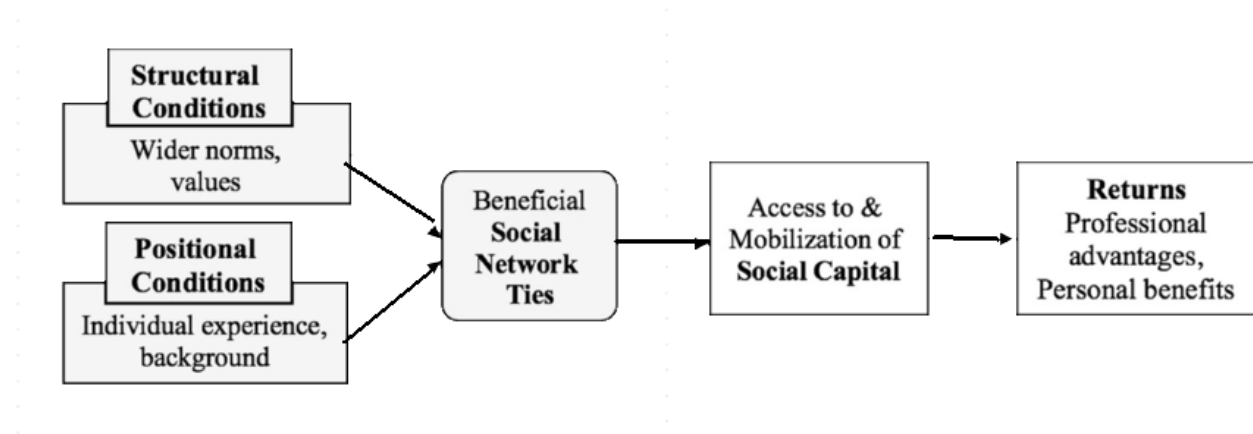 Structural
Conditions
Wider norms,
values
Positional
Conditions
Individual experience,
background
Beneficial
Social
Network
Ties
Access to &
Mobilization of
Social Capital
Returns
Professional
advantages,
Personal benefits